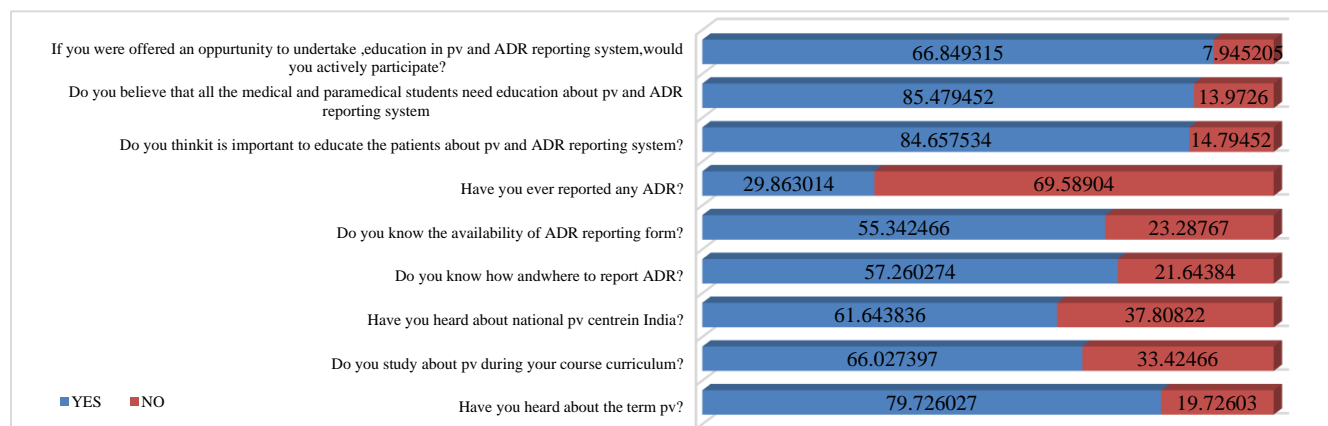 If you were offered an oppurtunity to undertake ,education in pv and ADR reporting system,would
you actively participate?
66.849315 7.945205
Do you believe that all the medical and paramedical students need education about pv and ADR
reporting system
85.479452 13.9726
Do you thinkit is important to educate the patients about pv and ADR reporting system?
84.657534 14.79452
Have you ever reported any ADR?
29.863014 69.58904
Do you know the availability of ADR reporting form?
55.342466 23.28767
Do you know how andwhere to report ADR?
57.260274 21.64384
Have you heard about national pv centrein India?
61.643836 37.80822
Do you study about pv during your course curriculum?
66.027397 33.42466
YES NO
Have you heard about the term pv?
79.726027 19.72603